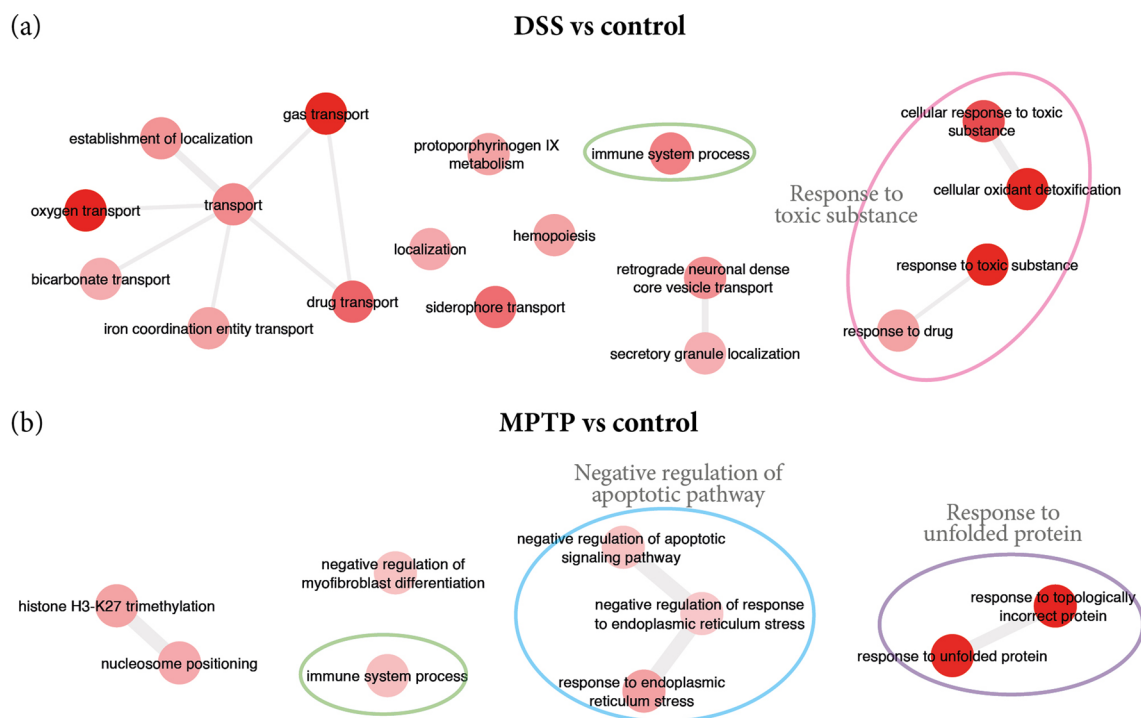 (a)
DSS vs control
gas transport
establishment of localization
oxygen transport
transport
bicarbonate transport
drug transport
iron coordination entity transport
protoporphyrinogen IX
metabolism
immune system process
localization
hemopoiesis
siderophore transport
retrograde neuronal dense
core vesicle transport
secretory granule localization
Response to
toxic substance
cellular response to toxic
substance
cellular oxidant detoxification
response to toxic substance
response to drug
(b)
MPTP vs control
histone H3-K27 trimethylation
nucleosome positioning
negative regulation of
myofibroblast differentiation
immune system process
Negative regulation of
apoptotic pathway
negative regulation of apoptotic
signaling pathway
negative regulation of response
to endoplasmic reticulum stress
response to endoplasmic
reticulum stress
Response to
unfolded protein
response to topologically
incorrect protein
response to unfolded protein